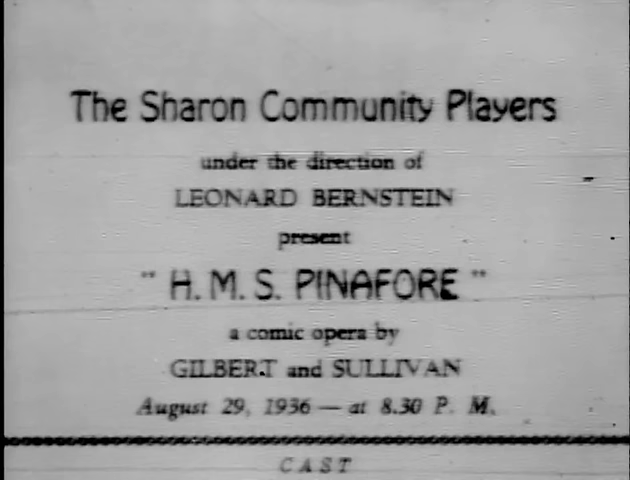 The Sharon Community Players
under the direction of
LEONARD BERNSTEIN
present
" H. M. S. PINAFORE "
a comic opera by
GILBERT and SULLIVAN
August 29, 1936 — at 8.30 P. M.
CAST